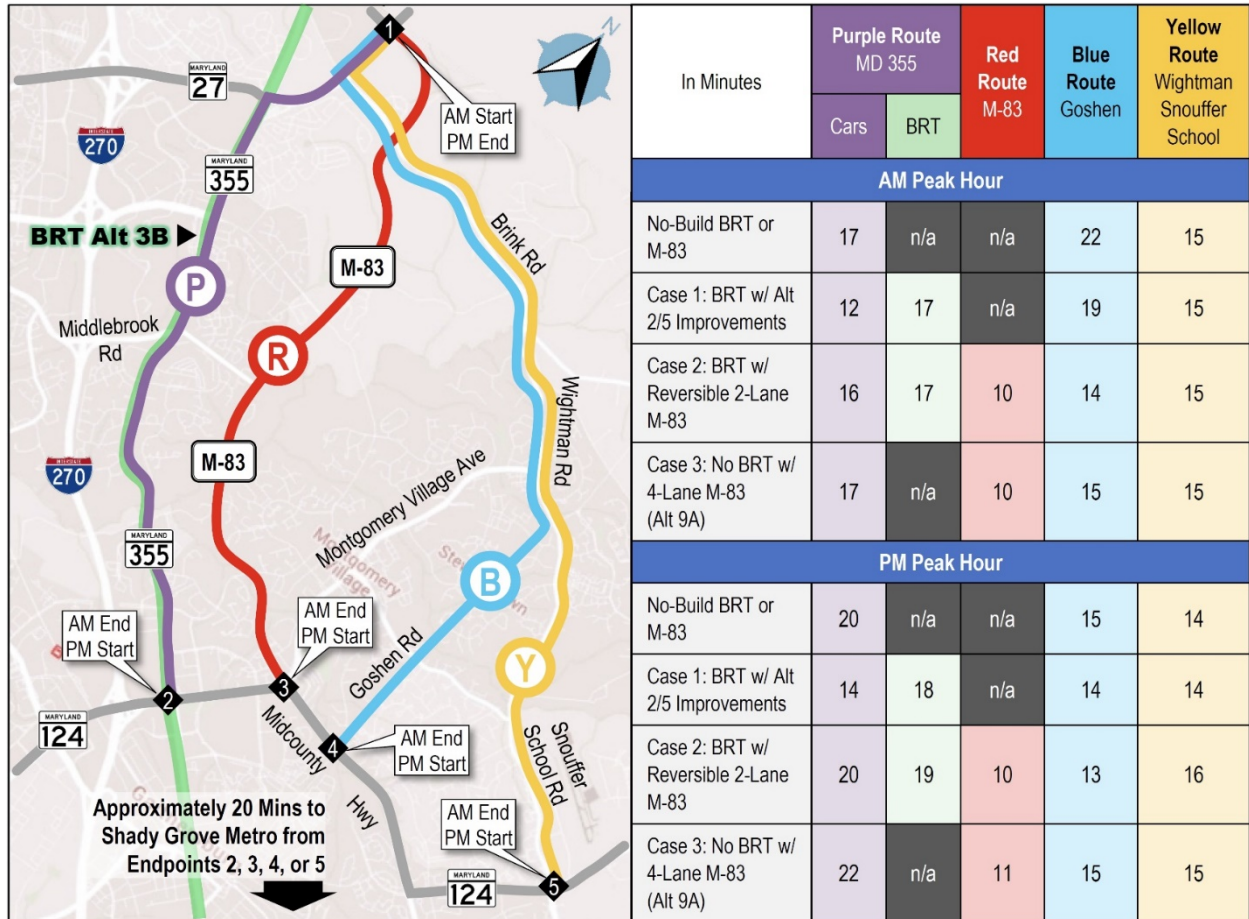 1
N
MARYLAND
27
AM Start
PM End
INTERSTATE
270
MARYLAND
355
BRT Alt 3B
P
M-83
Brink Rd
Middlebrook
Rd
R
Wightman Rd
M-83
INTERSTATE
270
Montgomery Village Ave
MARYLAND
355
Montgomery
Village
B
AM End
PM Start
AM End
PM Start
Goshen Rd
Y
2
3
MARYLAND
124
Midcounty
Hwy
4
AM End
PM Start
Snouffer
School Rd
Approximately 20 Mins to
Shady Grove Metro from
Endpoints 2, 3, 4, or 5
AM End
PM Start
MARYLAND
124
5
In Minutes
Purple Route
MD 355
Cars
BRT
Red
Route
M-83
Blue
Route
Goshen
Yellow
Route
Wightman
Snouffer
School
AM Peak Hour
No-Build BRT or
M-83
17 n/a n/a 22 15
Case 1: BRT w/ Alt
2/5 Improvements
12 17 n/a 19 15
Case 2: BRT w/
Reversible 2-Lane
M-83
16 17 10 14 15
Case 3: No BRT w/
4-Lane M-83
(Alt 9A)
17 n/a 10 15 15
PM Peak Hour
No-Build BRT or
M-83
20 n/a n/a 15 14
Case 1: BRT w/ Alt
2/5 Improvements
14 18 n/a 14 14
Case 2: BRT w/
Reversible 2-Lane
M-83
20 19 10 13 16
Case 3: No BRT w/
4-Lane M-83
(Alt 9A)
22 n/a 11 15 15